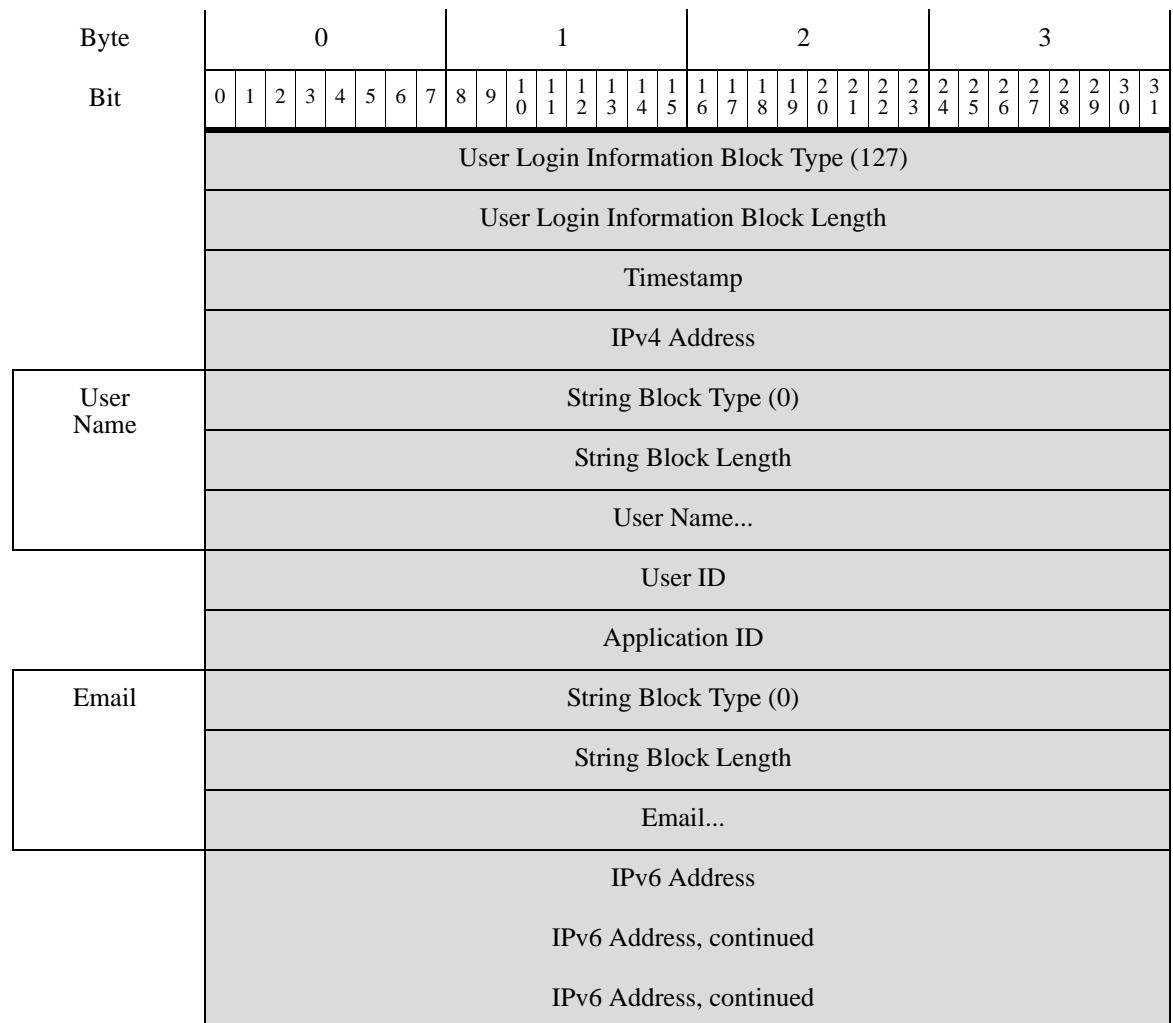 Byte 0 1 2 3
Bit 0 1 2 3 4 5 6 7 8 9 10 11 12 13 14 15 16 17 18 19 20 21 22 23 24 25 26 27 28 29 30 31
User Login Information Block Type (127)
User Login Information Block Length
Timestamp
IPv4 Address
User
Name
String Block Type (0)
String Block Length
User Name...
User ID
Application ID
Email
String Block Type (0)
String Block Length
Email...
IPv6 Address
IPv6 Address, continued
IPv6 Address, continued